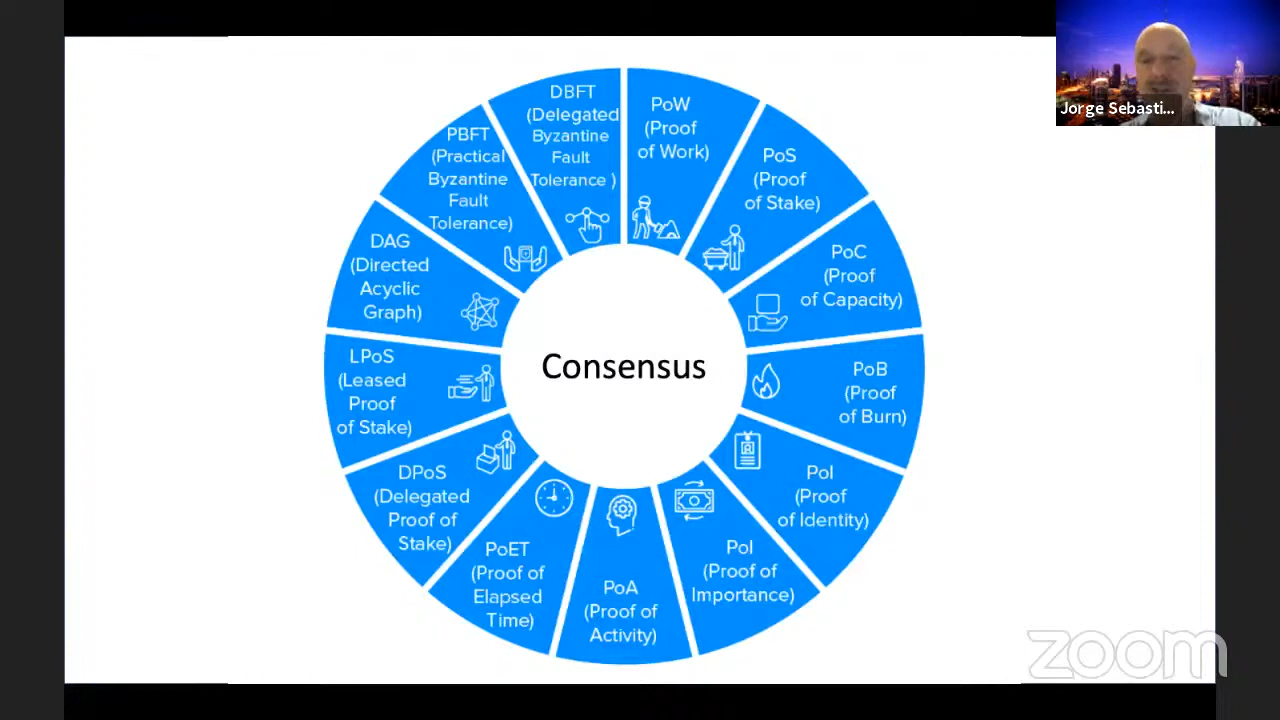 Jorge Sebasti...
DBFT
(Delegated
Byzantine
Fault
Tolerance )
PoW
(Proof
of Work)
PoS
(Proof
of Stake)
PoC
(Proof
of Capacity)
PoB
(Proof
of Burn)
PoI
(Proof
of Identity)
PoI
(Proof of
Importance)
PoA
(Proof of
Activity)
PoET
(Proof of
Elapsed
Time)
DPoS
(Delegated
Proof of
Stake)
LPoS
(Leased
Proof
of Stake)
DAG
(Directed
Acyclic
Graph)
PBFT
(Practical
Byzantine
Fault
Tolerance)
Consensus
zoom